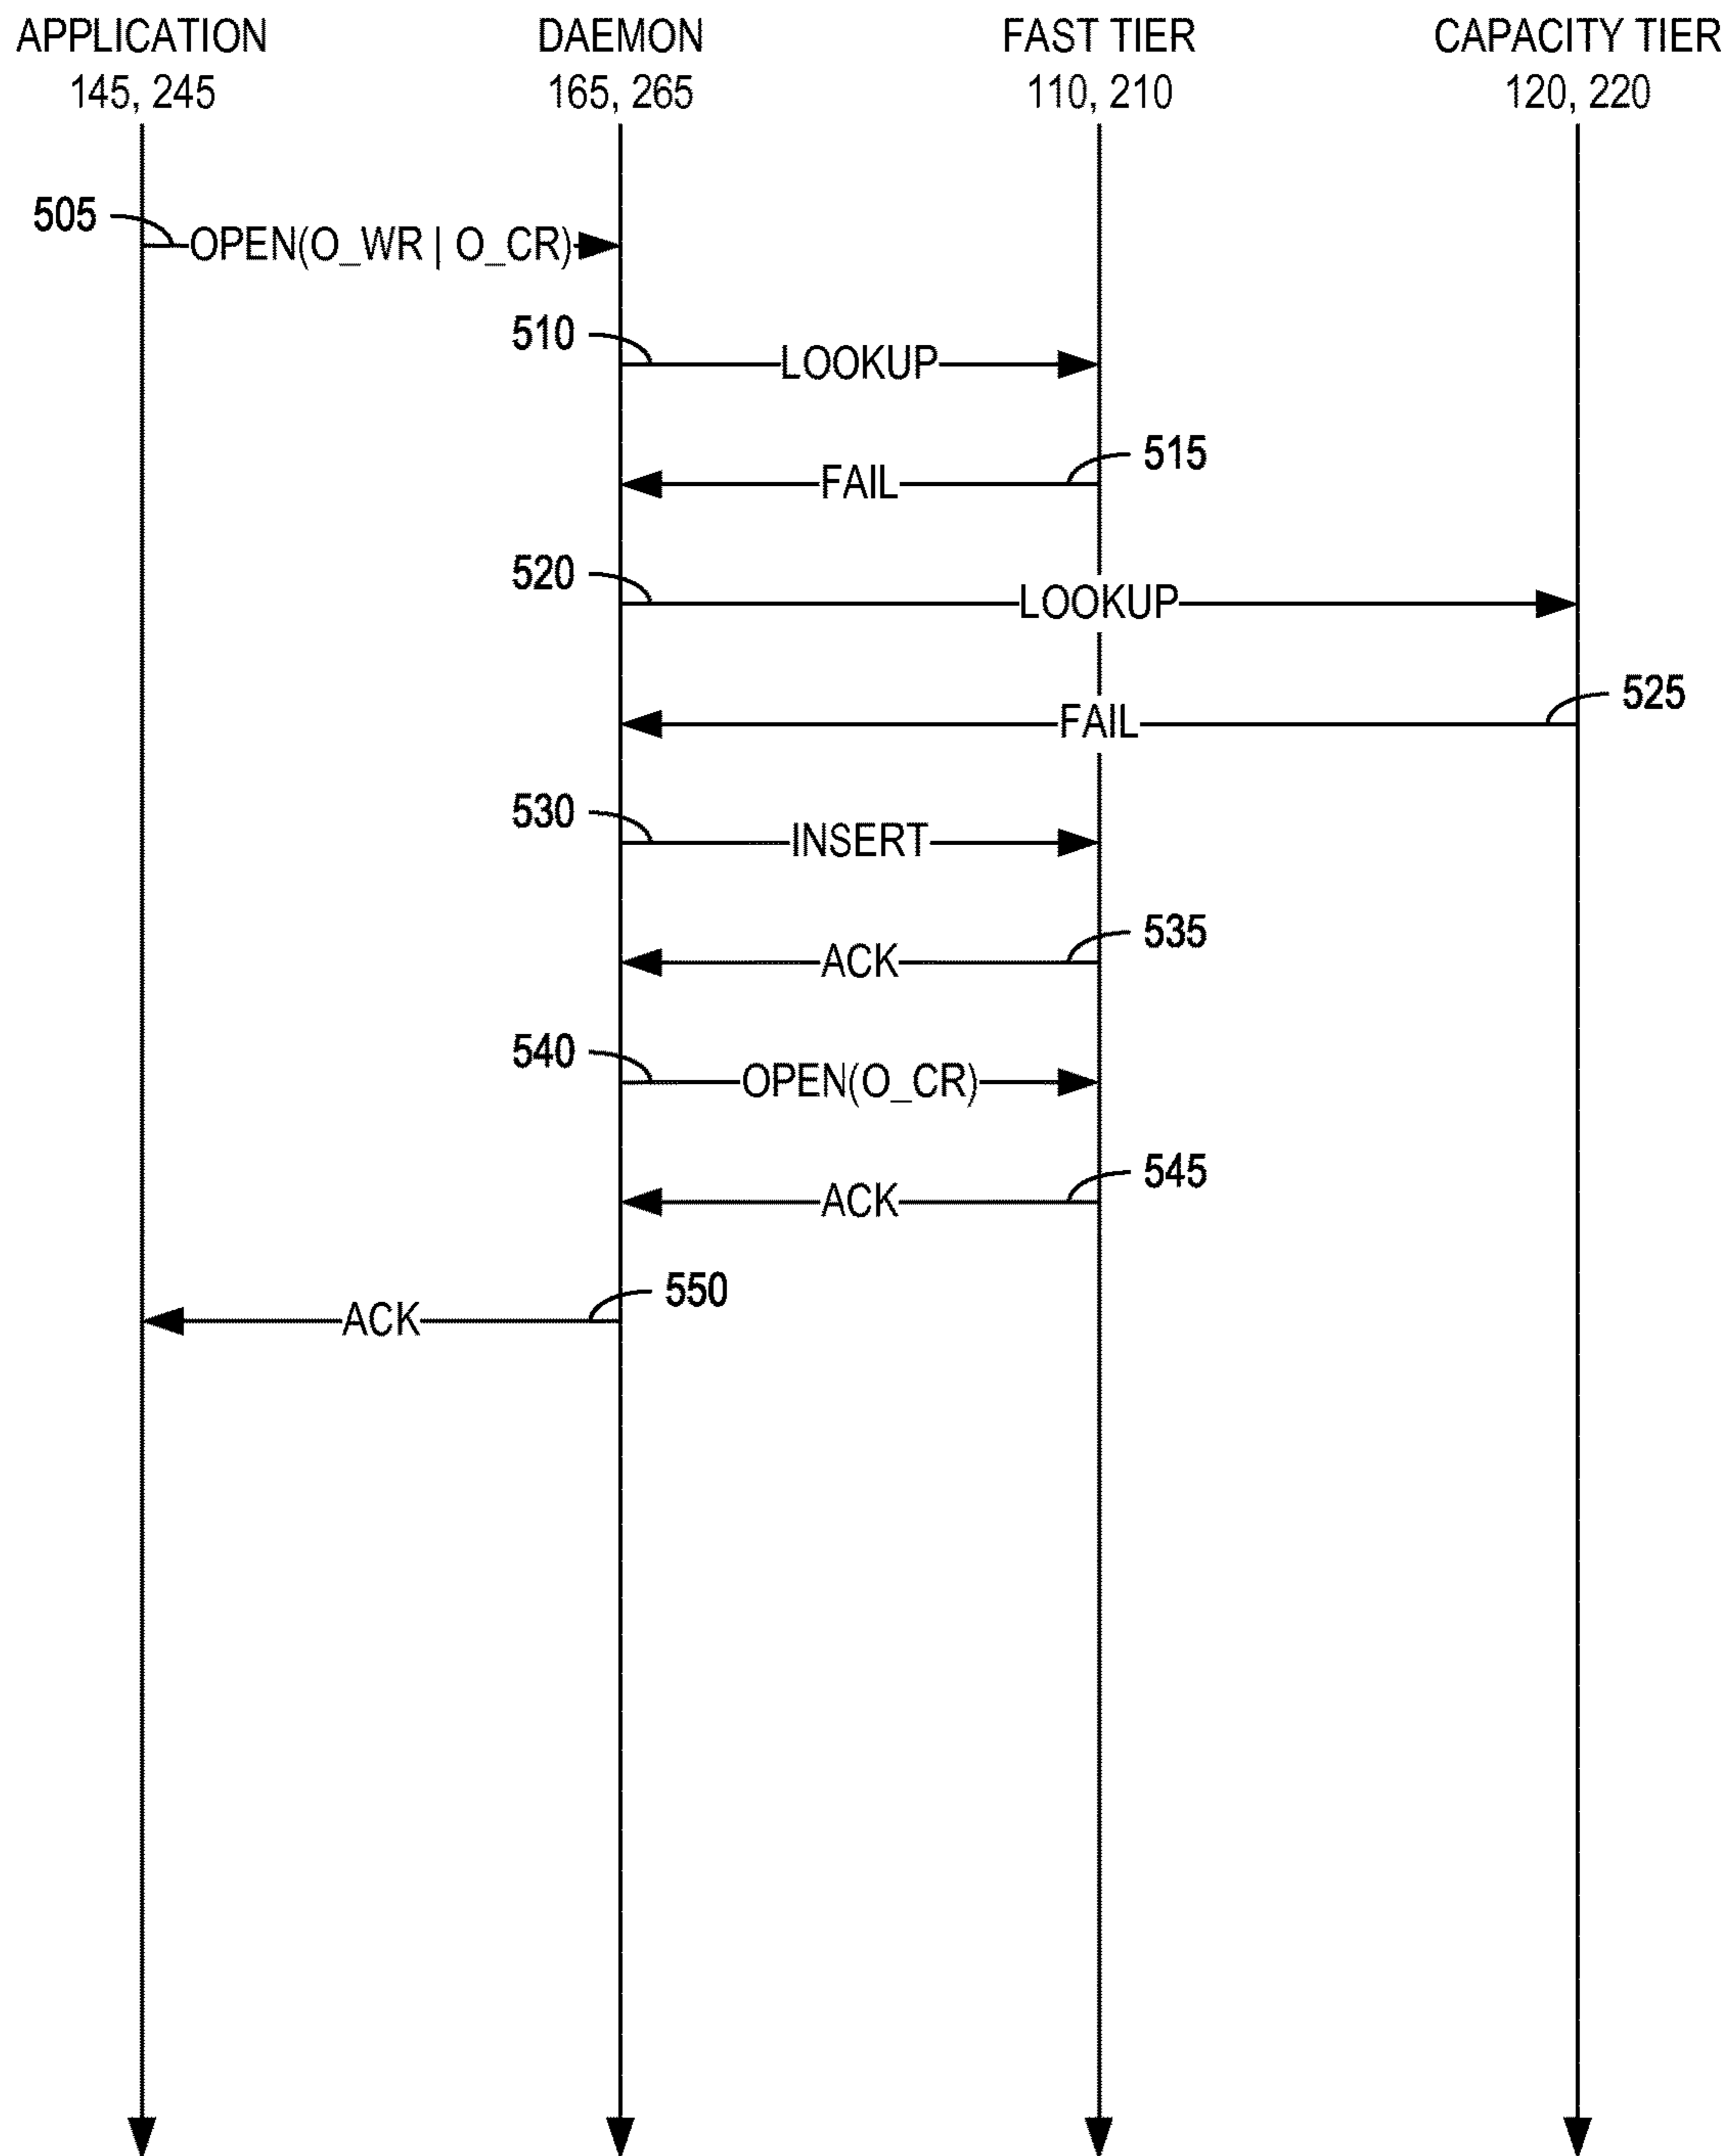 APPLICATION
145, 245
DAEMON
165, 265
FAST TIER
110, 210
CAPACITY TIER
120, 220
505
OPEN(O_WR | O_CR)
510
LOOKUP
515
FAIL
520
LOOKUP
525
FAIL
530
INSERT
535
ACK
540
OPEN(O_CR)
545
ACK
550
ACK